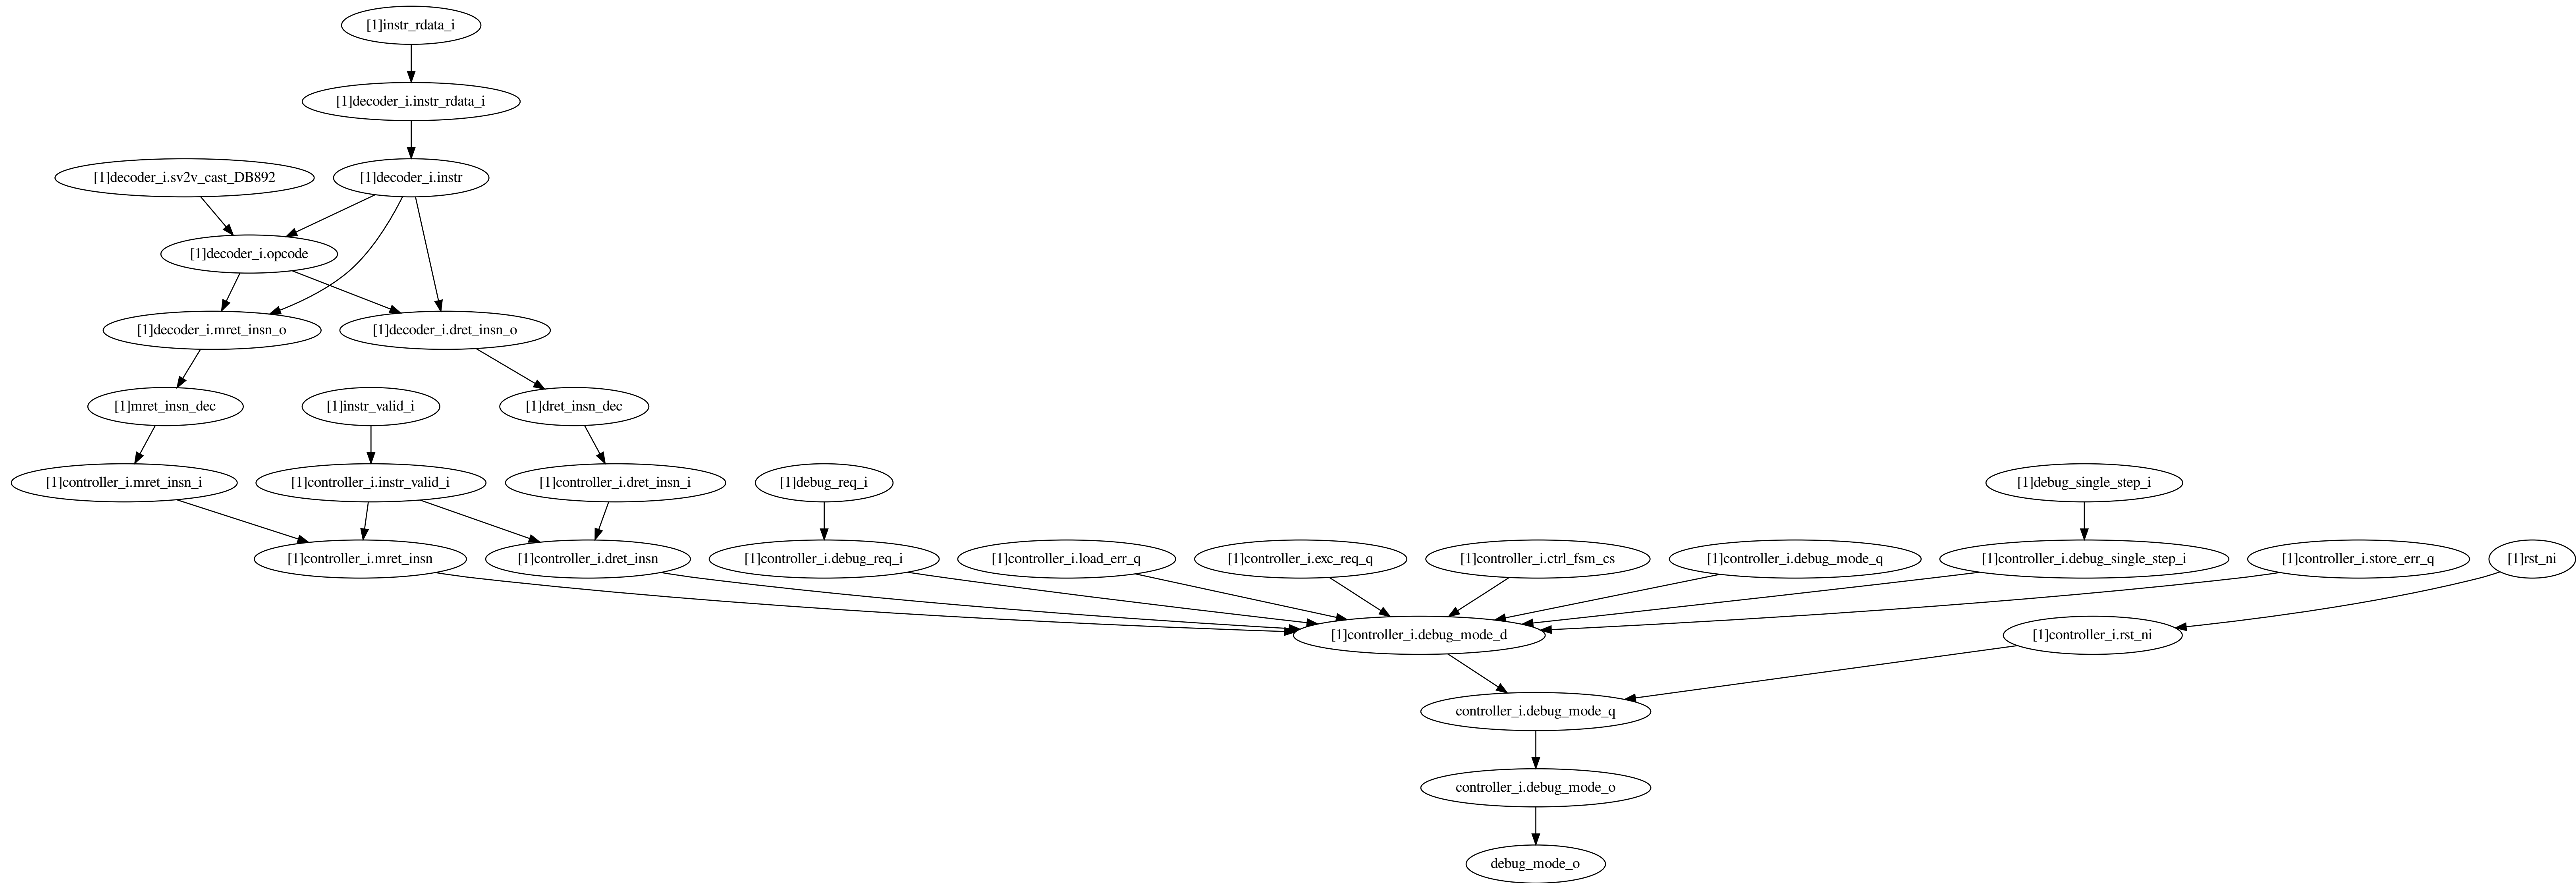 [1]instr_rdata_i
[1]decoder_i.instr_rdata_i
[1]decoder_i.sv2v_cast_DB892
[1]decoder_i.instr
[1]decoder_i.opcode
[1]decoder_i.mret_insn_o
[1]decoder_i.dret_insn_o
[1]mret_insn_dec
[1]instr_valid_i
[1]dret_insn_dec
[1]controller_i.mret_insn_i
[1]controller_i.instr_valid_i
[1]controller_i.dret_insn_i
[1]debug_req_i
[1]debug_single_step_i
[1]controller_i.mret_insn
[1]controller_i.dret_insn
[1]controller_i.debug_req_i
[1]controller_i.load_err_q
[1]controller_i.exc_req_q
[1]controller_i.ctrl_fsm_cs
[1]controller_i.debug_mode_q
[1]controller_i.debug_single_step_i
[1]controller_i.store_err_q
[1]rst_ni
[1]controller_i.debug_mode_d
[1]controller_i.rst_ni
controller_i.debug_mode_q
controller_i.debug_mode_o
debug_mode_o